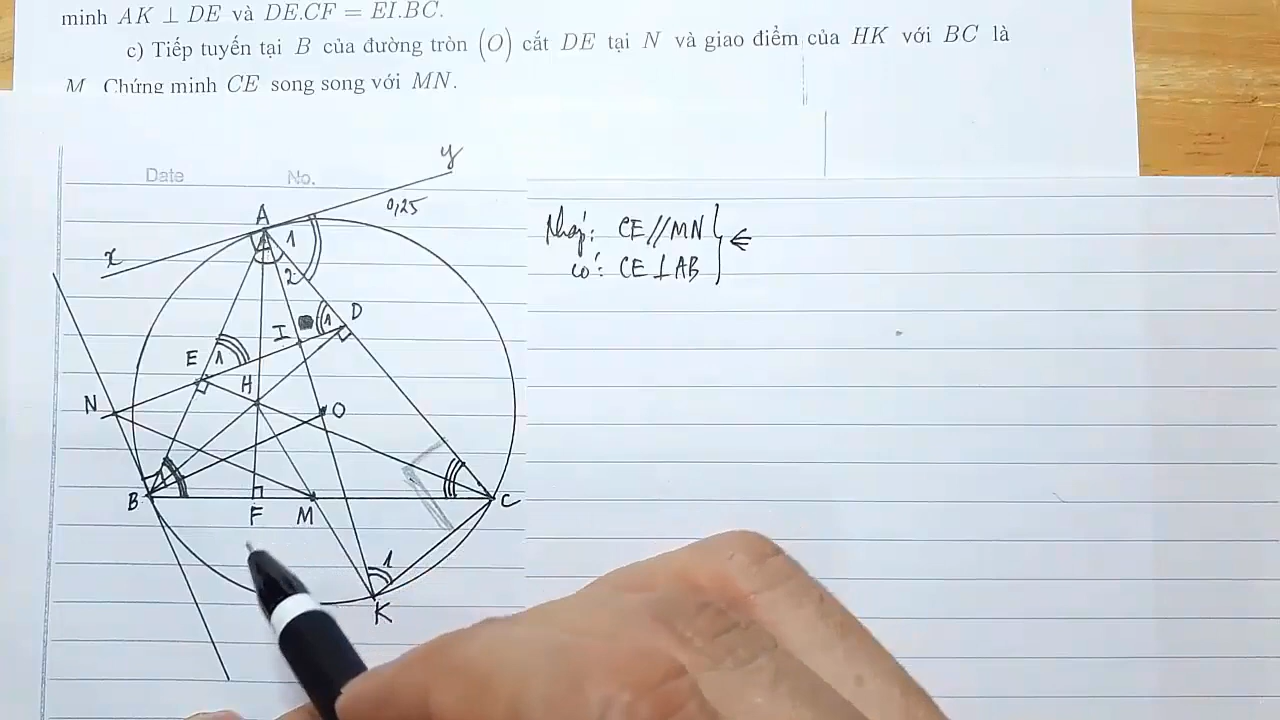 minh AK ⊥ DE và DE.CF = EI.BC.
c) Tiếp tuyến tại B của đường tròn (O) cắt DE tại N và giao điểm của HK với BC là
M. Chứng minh CE song song với MN.
Date No.
y
0,25
A
x
1
2
D
1
I
E
1
H
N
O
B
F
M
C
1
K
Nháp: CE//MN
có: CE ⊥ AB
⇐